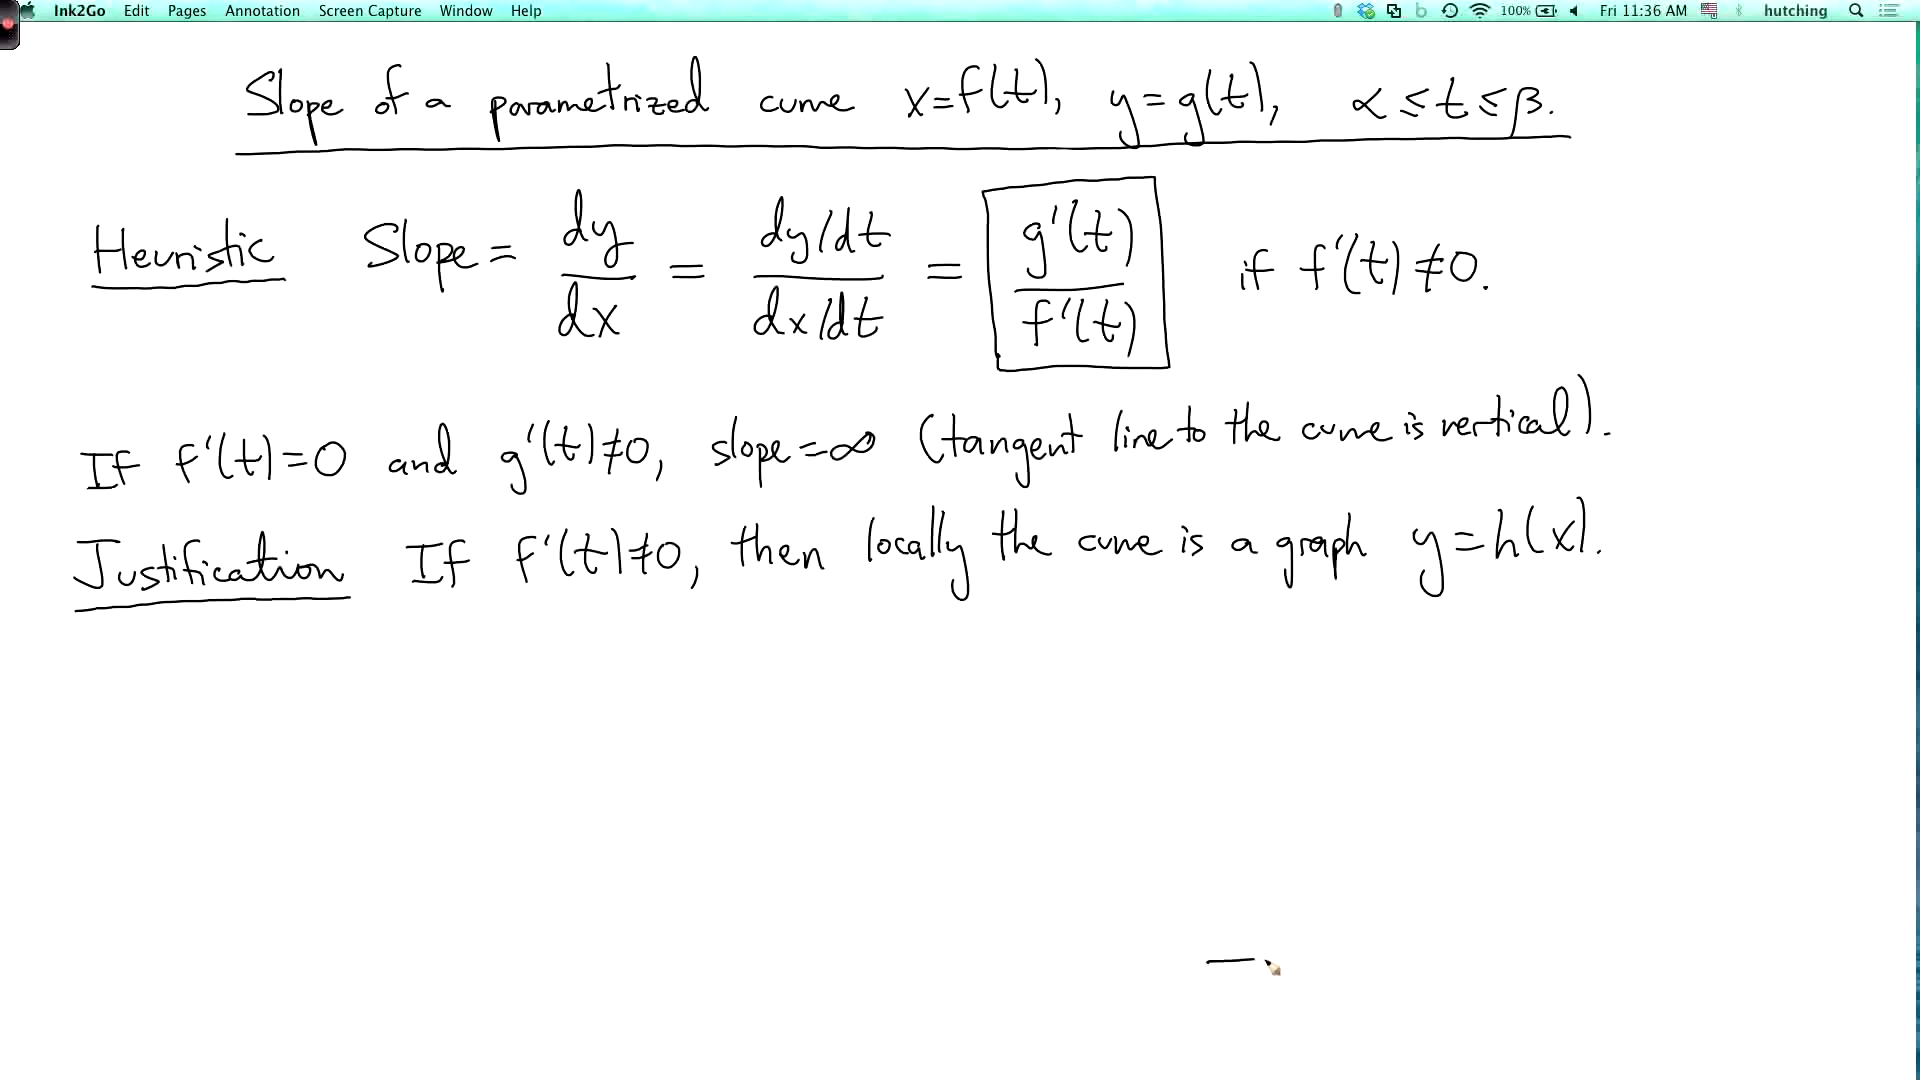 Ink2Go Edit Pages Annotation Screen Capture Window Help 100% Fri 11:36 AM hutching
Slope of a parametrized curve x=f(t), y=g(t), α≤t≤β.
Heuristic Slope = dy/dx = (dy/dt)/(dx/dt) = g'(t)/f'(t) if f'(t)≠0.
If f'(t)=0 and g'(t)≠0, slope=∞ (tangent line to the curve is vertical).
Justification If f'(t)≠0, then locally the curve is a graph y=h(x).